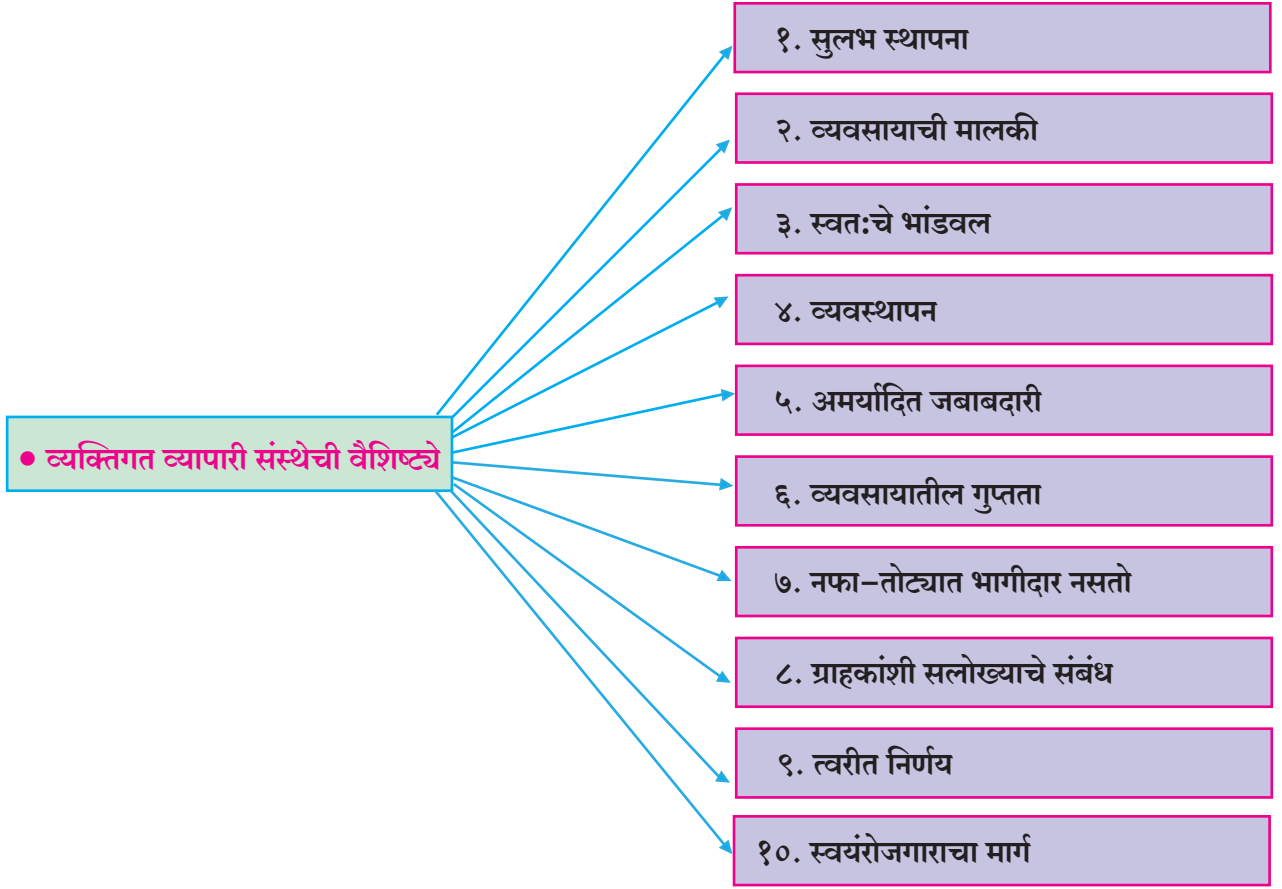 ● व्यक्तिगत व्यापारी संस्थेची वैशिष्ट्ये
१. सुलभ स्थापना
२. व्यवसायाची मालकी
३. स्वत:चे भांडवल
४. व्यवस्थापन
५. अमर्यादित जबाबदारी
६. व्यवसायातील गुप्तता
७. नफा–तोट्यात भागीदार नसतो
८. ग्राहकांशी सलोख्याचे संबंध
९. त्वरीत निर्णय
१०. स्वयंरोजगाराचा मार्ग